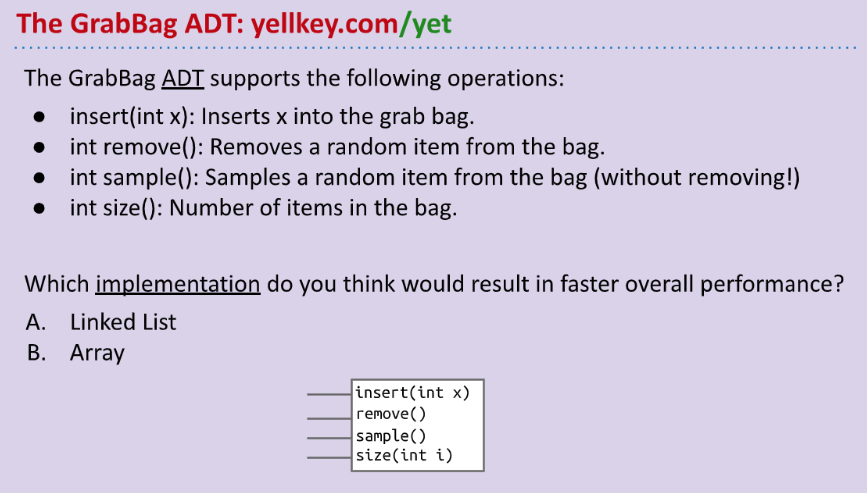 The GrabBag ADT: yellkey.com/yet
The GrabBag ADT supports the following operations:
● insert(int x): Inserts x into the grab bag.
● int remove(): Removes a random item from the bag.
● int sample(): Samples a random item from the bag (without removing!)
● int size(): Number of items in the bag.
Which implementation do you think would result in faster overall performance?
A. Linked List
B. Array
insert(int x)
remove()
sample()
size(int i)